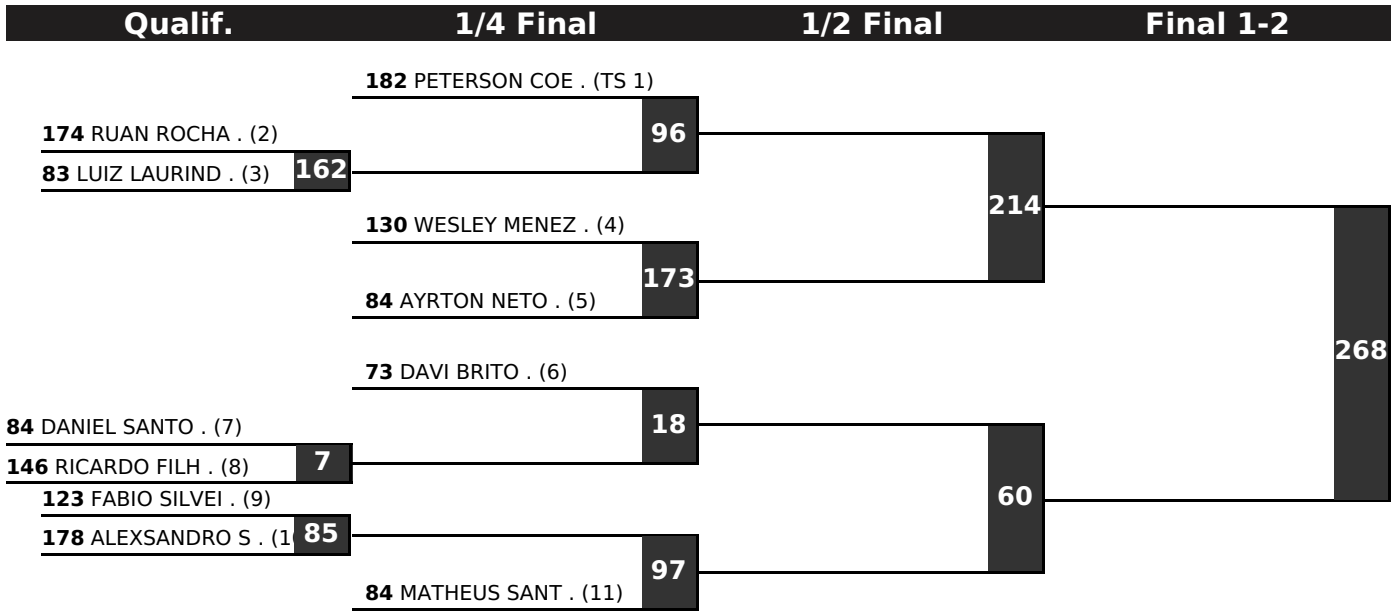 Qualif. 1/4 Final 1/2 Final Final 1-2
182 PETERSON COE . (TS 1)
96
174 RUAN ROCHA . (2)
83 LUIZ LAURIND . (3) 162
214
130 WESLEY MENEZ . (4)
173
84 AYRTON NETO . (5)
268
73 DAVI BRITO . (6)
18
84 DANIEL SANTO . (7)
7
146 RICARDO FILH . (8)
60
123 FABIO SILVEI . (9)
178 ALEXSANDRO S . (1 85
97
84 MATHEUS SANT . (11)